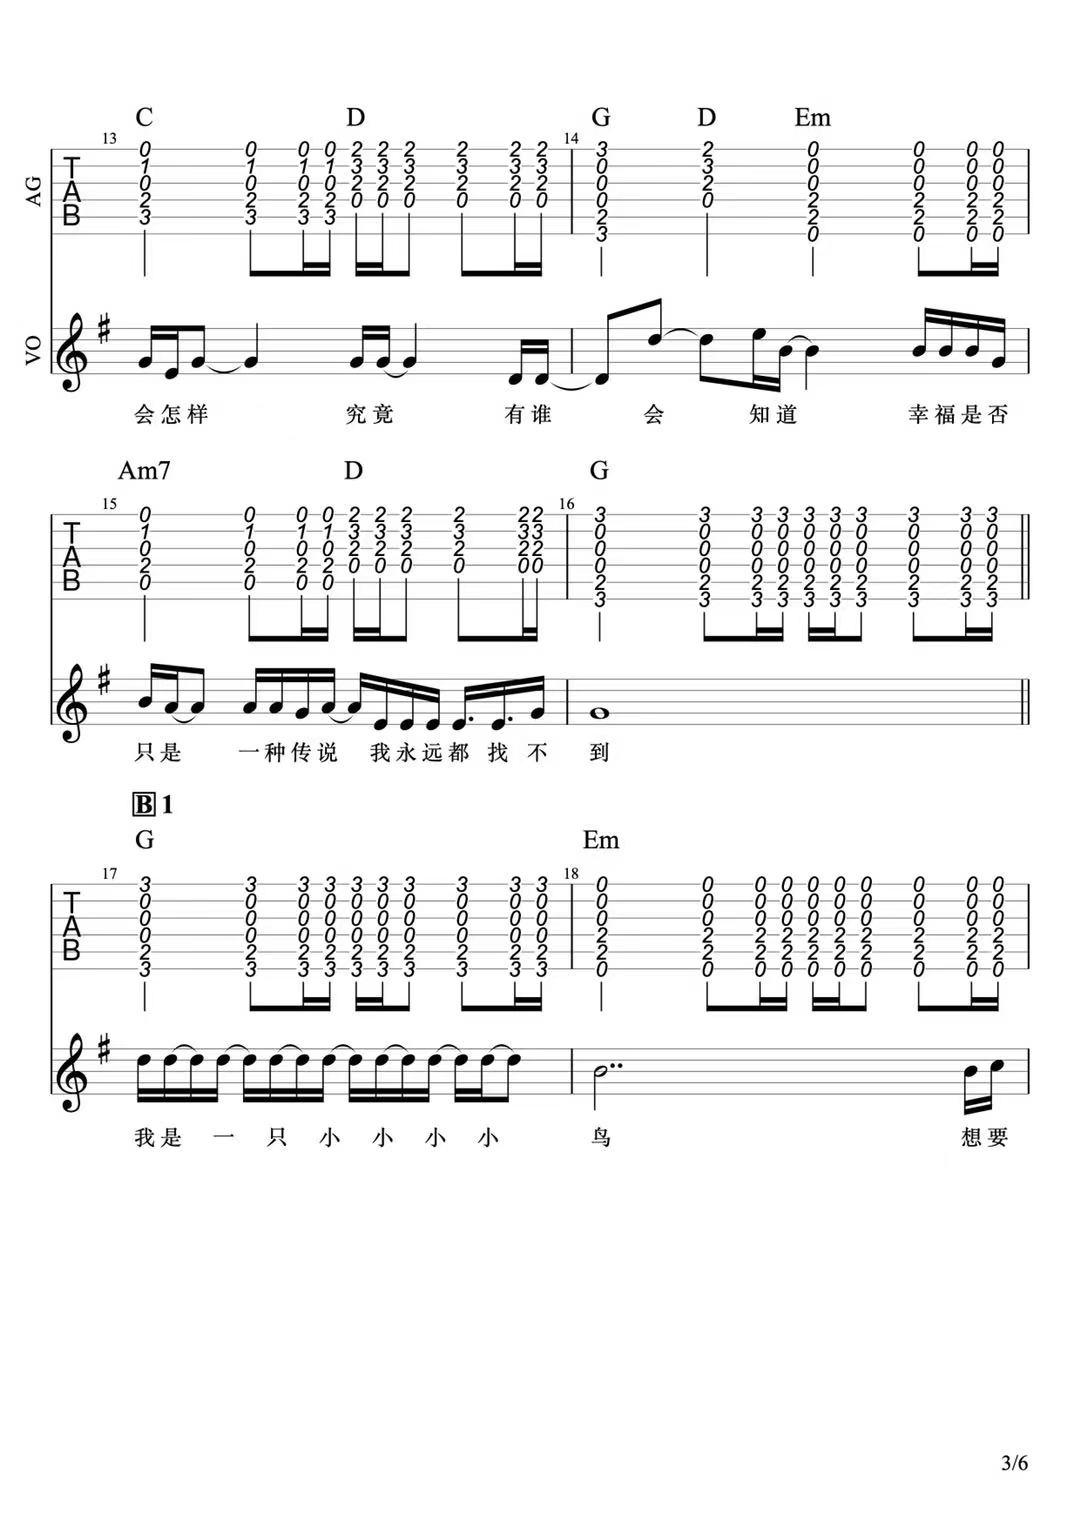 C D G D Em
13 14
AG
TAB
VO
会怎样 究竟 有谁 会 知道 幸福是否
Am7 D G
15 16
TAB
只是 一种传说 我永远都 找 不 到
B 1
G Em
17 18
TAB
我是 一 只 小 小 小 小 鸟 想要
3/6